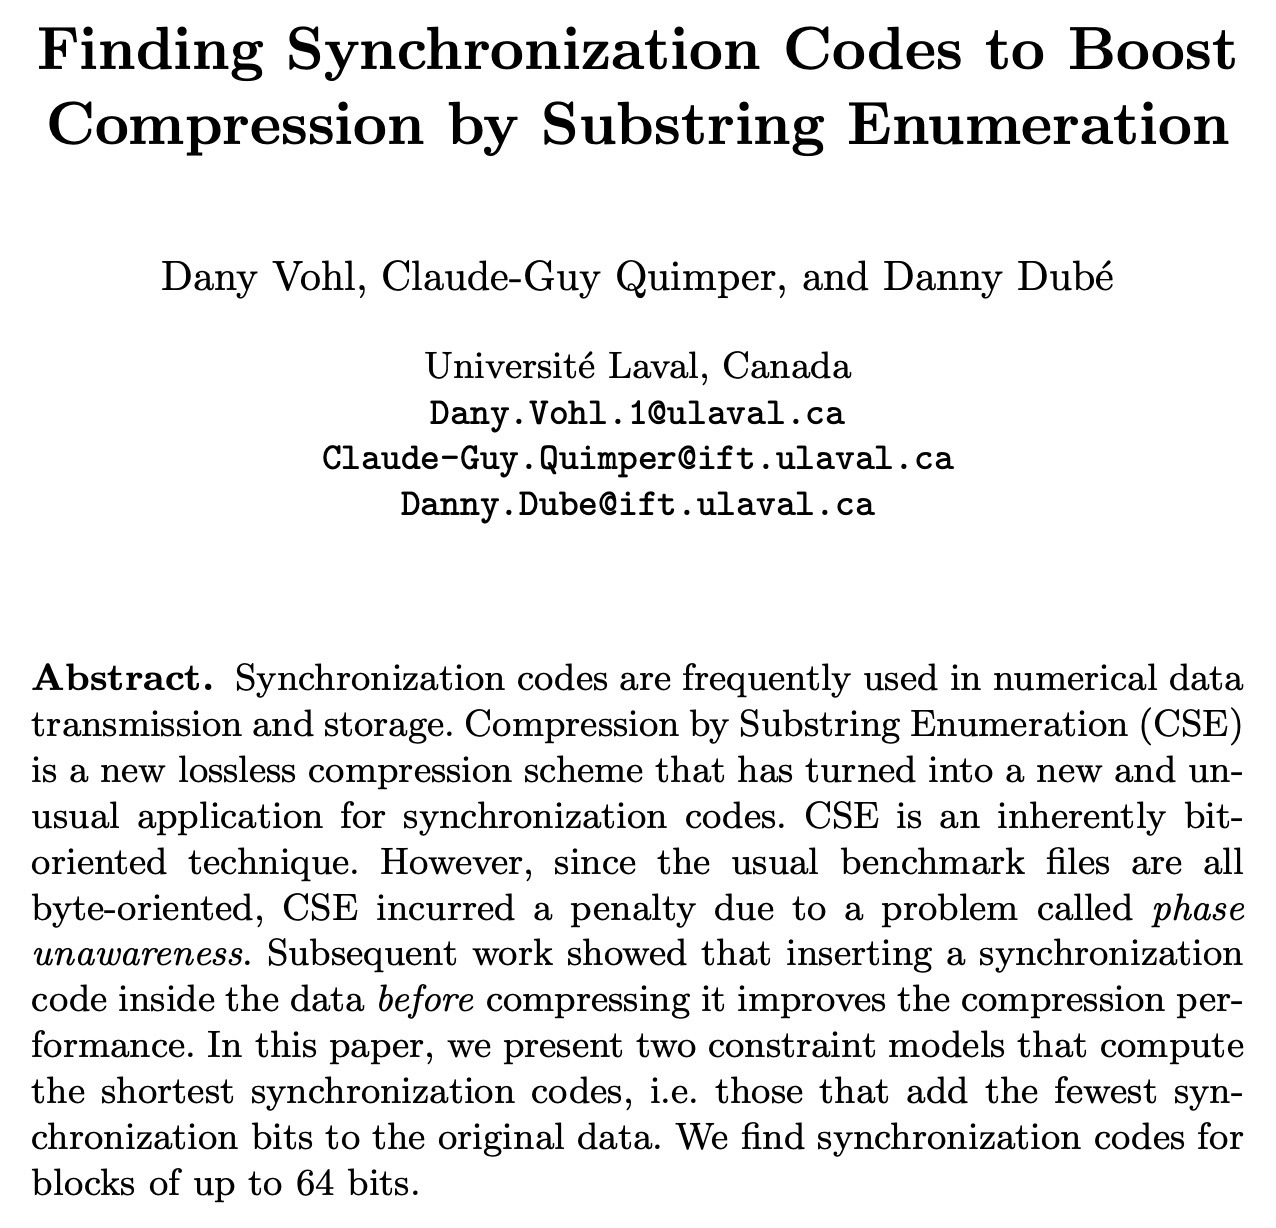 Finding Synchronization Codes to Boost
Compression by Substring Enumeration
Dany Vohl, Claude-Guy Quimper, and Danny Dubé
Université Laval, Canada
Dany.Vohl.1@ulaval.ca
Claude-Guy.Quimper@ift.ulaval.ca
Danny.Dube@ift.ulaval.ca
Abstract. Synchronization codes are frequently used in numerical data
transmission and storage. Compression by Substring Enumeration (CSE)
is a new lossless compression scheme that has turned into a new and un-
usual application for synchronization codes. CSE is an inherently bit-
oriented technique. However, since the usual benchmark files are all
byte-oriented, CSE incurred a penalty due to a problem called phase
unawareness. Subsequent work showed that inserting a synchronization
code inside the data before compressing it improves the compression per-
formance. In this paper, we present two constraint models that compute
the shortest synchronization codes, i.e. those that add the fewest syn-
chronization bits to the original data. We find synchronization codes for
blocks of up to 64 bits.